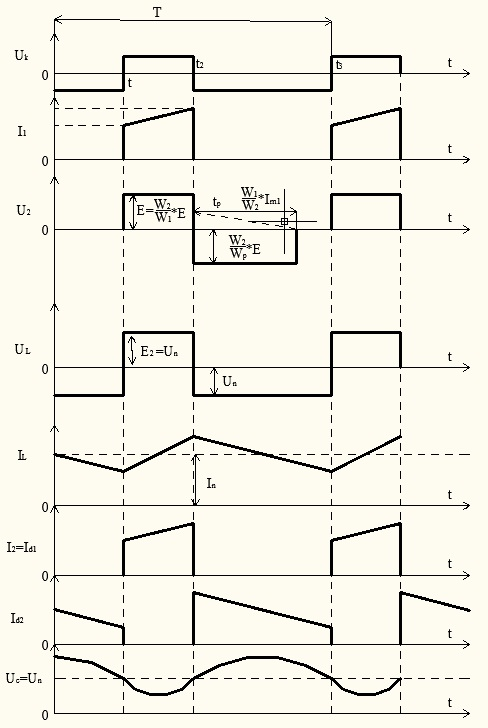 T
Uk
0
t
t2
t3
t
I1
0
t
U2
0
E=W2/W1*E
tp
W1/W2*Im1
W2/Wp*E
t
UL
0
E2=Un
Un
t
IL
0
In
t
I2=Id1
0
t
Id2
0
t
Uc=Un
0
t